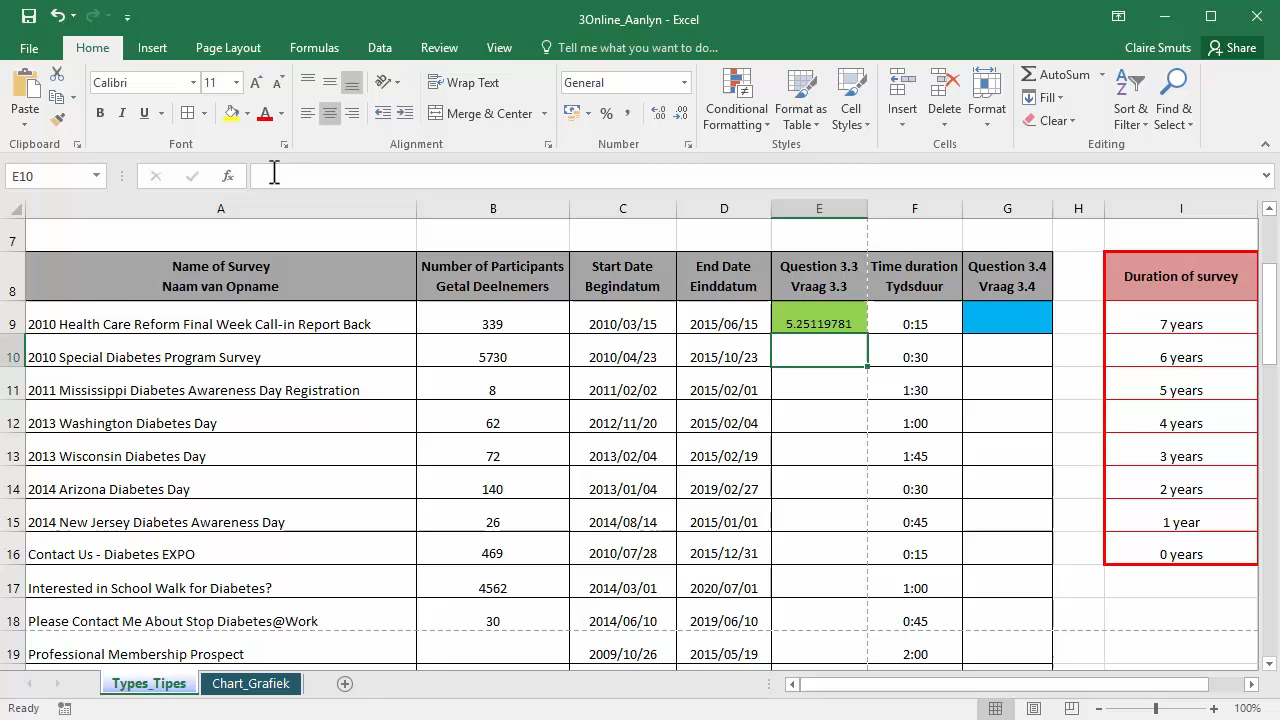 3Online_Aanlyn - Excel
File Home Insert Page Layout Formulas Data Review View Tell me what you want to do... Claire Smuts Share
Paste
Calibri 11
B I U
Wrap Text
Merge & Center
General
Conditional Formatting
Format as Table
Cell Styles
Insert Delete Format
AutoSum
Fill
Clear
Sort & Filter
Find & Select
Clipboard Font Alignment Number Styles Cells Editing
E10 fx
A B C D E F G H I
7
8 Name of Survey Naam van Opname Number of Participants Getal Deelnemers Start Date Begindatum End Date Einddatum Question 3.3 Vraag 3.3 Time duration Tydsduur Question 3.4 Vraag 3.4 Duration of survey
9 2010 Health Care Reform Final Week Call-in Report Back 339 2010/03/15 2015/06/15 5.25119781 0:15 7 years
10 2010 Special Diabetes Program Survey 5730 2010/04/23 2015/10/23 0:30 6 years
11 2011 Mississippi Diabetes Awareness Day Registration 8 2011/02/02 2015/02/01 1:30 5 years
12 2013 Washington Diabetes Day 62 2012/11/20 2015/02/04 1:00 4 years
13 2013 Wisconsin Diabetes Day 72 2013/02/04 2015/02/19 1:45 3 years
14 2014 Arizona Diabetes Day 140 2013/01/04 2019/02/27 0:30 2 years
15 2014 New Jersey Diabetes Awareness Day 26 2014/08/14 2015/01/01 0:45 1 year
16 Contact Us - Diabetes EXPO 469 2010/07/28 2015/12/31 0:15 0 years
17 Interested in School Walk for Diabetes? 4562 2014/03/01 2020/07/01 1:00
18 Please Contact Me About Stop Diabetes@Work 30 2014/06/10 2019/06/10 0:45
19 Professional Membership Prospect 2009/10/26 2015/05/19 2:00
Types_Tipes Chart_Grafiek
Ready 100%